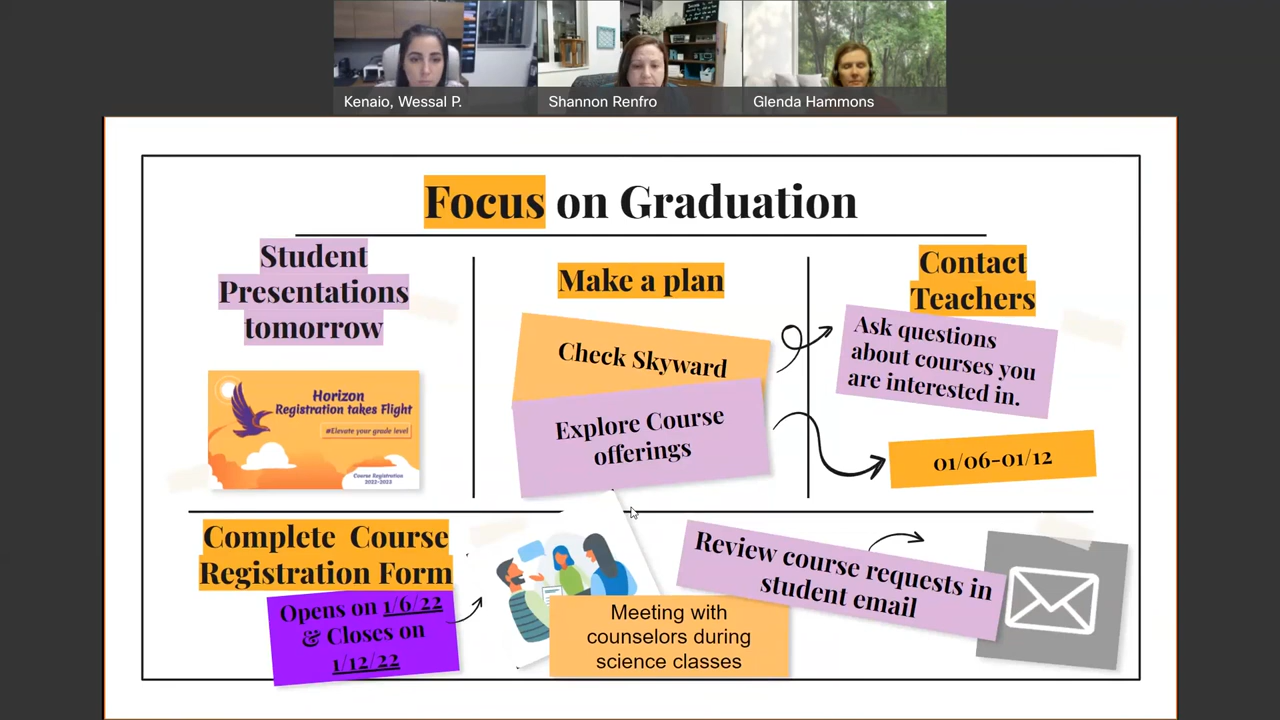 Kenaio, Wessal P.
Shannon Renfro
Glenda Hammons
Focus on Graduation
Student
Presentations
tomorrow
Horizon
Registration takes Flight
#Elevate your grade level
Course Registration
2022-2023
Make a plan
Check Skyward
Explore Course
offerings
Contact
Teachers
Ask questions
about courses you
are interested in.
01/06-01/12
Complete Course
Registration Form
Opens on 1/6/22
& Closes on
1/12/22
Meeting with
counselors during
science classes
Review course requests in
student email